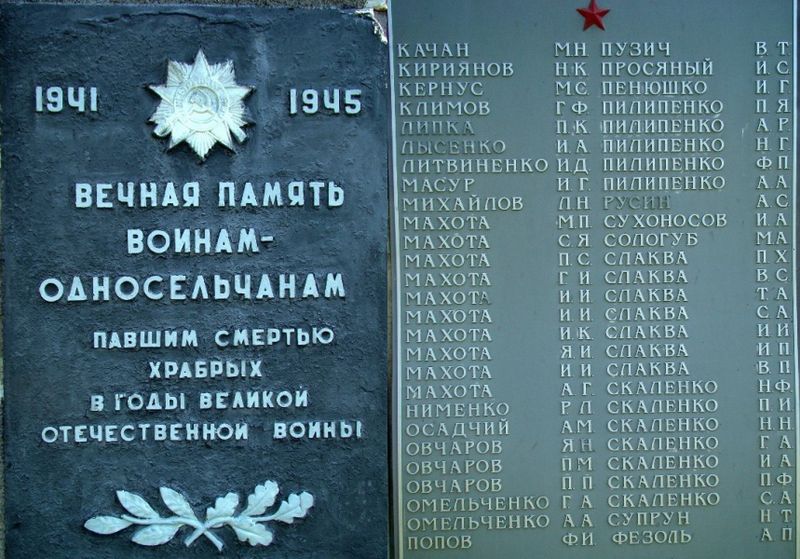 1941 1945
ВЕЧНАЯ ПАМЯТЬ
ВОИНАМ-
ОДНОСЕЛЬЧАНАМ
ПАВШИМ СМЕРТЬЮ
ХРАБРЫХ
В ГОДЫ ВЕЛИКОЙ
ОТЕЧЕСТВЕННОЙ ВОЙНЫ
КАЧАН М.Н. ПУЗИЧ В.Т.
КИРИЯНОВ Н.К. ПРОСЯНЫЙ И.С.
КЕРНУС М.С. ПЕНЮШКО И.Г.
КЛИМОВ Г.Ф. ПИЛИПЕНКО П.Я.
ЛИПКА П.К. ПИЛИПЕНКО А.Р.
ЛЫСЕНКО И.А. ПИЛИПЕНКО Н.Г.
ЛИТВИНЕНКО И.Д. ПИЛИПЕНКО Ф.П.
МАСУР И.Г. ПИЛИПЕНКО А.А.
МИХАЙЛОВ Л.Н. РУСИН А.С.
МАХОТА М.П. СУХОНОСОВ И.А.
МАХОТА С.Я. СОЛОГУБ М.А.
МАХОТА П.С. СЛАКВА П.Х.
МАХОТА Г.И. СЛАКВА В.С.
МАХОТА И.И. СЛАКВА Т.А.
МАХОТА И.И. СЛАКВА С.А.
МАХОТА И.К. СЛАКВА И.И.
МАХОТА Я.И. СЛАКВА И.П.
МАХОТА И.И. СЛАКВА В.П.
МАХОТА А.Г. СКАЛЕНКО Н.Ф.
НИМЕНКО Р.Л. СКАЛЕНКО П.И.
ОСАДЧИЙ А.М. СКАЛЕНКО Н.Н.
ОВЧАРОВ Я.Н. СКАЛЕНКО Г.А.
ОВЧАРОВ П.М. СКАЛЕНКО И.А.
ОВЧАРОВ П.П. СКАЛЕНКО П.Ф.
ОМЕЛЬЧЕНКО Г.А. СКАЛЕНКО С.А.
ОМЕЛЬЧЕНКО А.А. СУПРУН Н.Т.
ПОПОВ Ф.И. ФЕЗОЛЬ А.П.